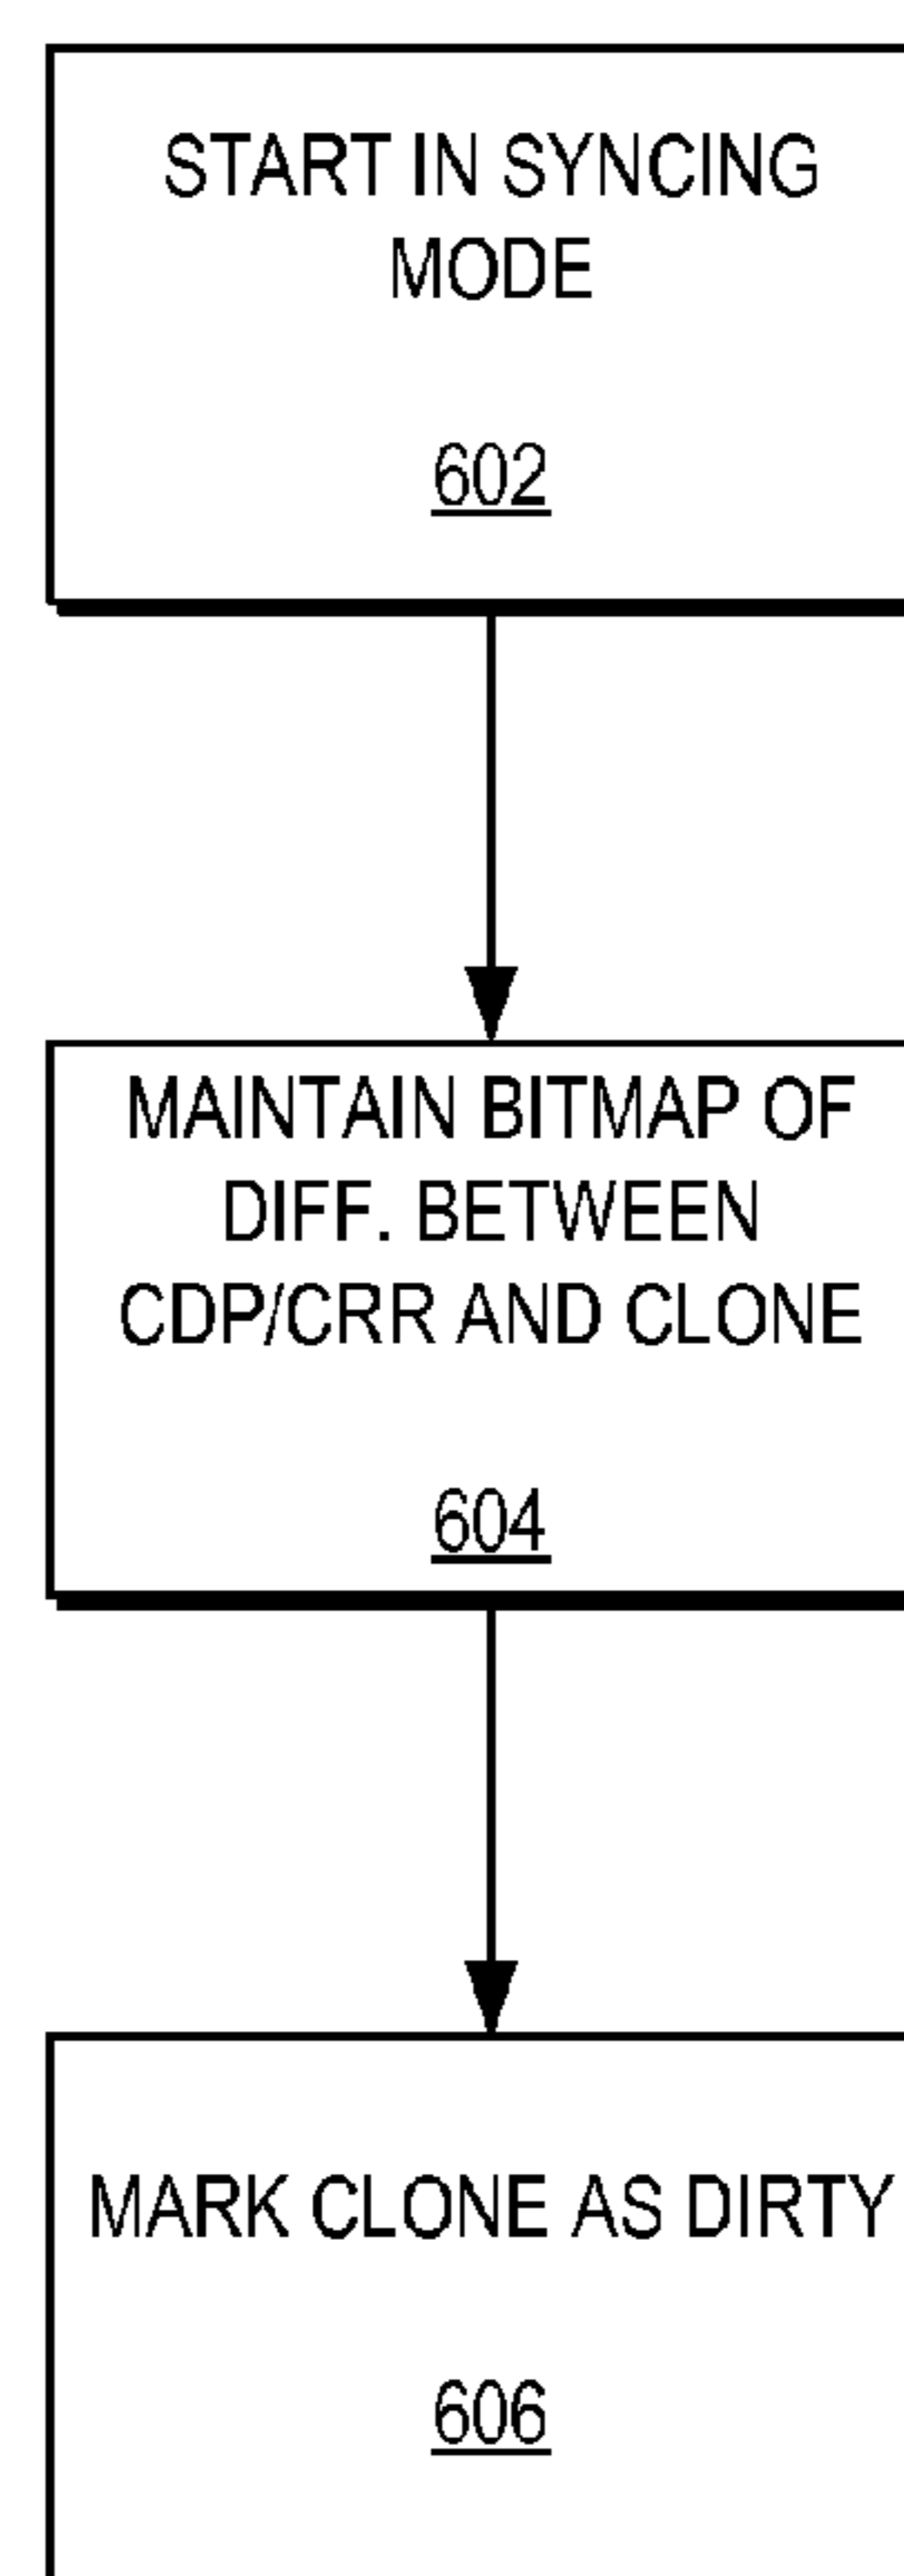 START IN SYNCING
MODE
602
MAINTAIN BITMAP OF
DIFF. BETWEEN
CDP/CRR AND CLONE
604
MARK CLONE AS DIRTY
606